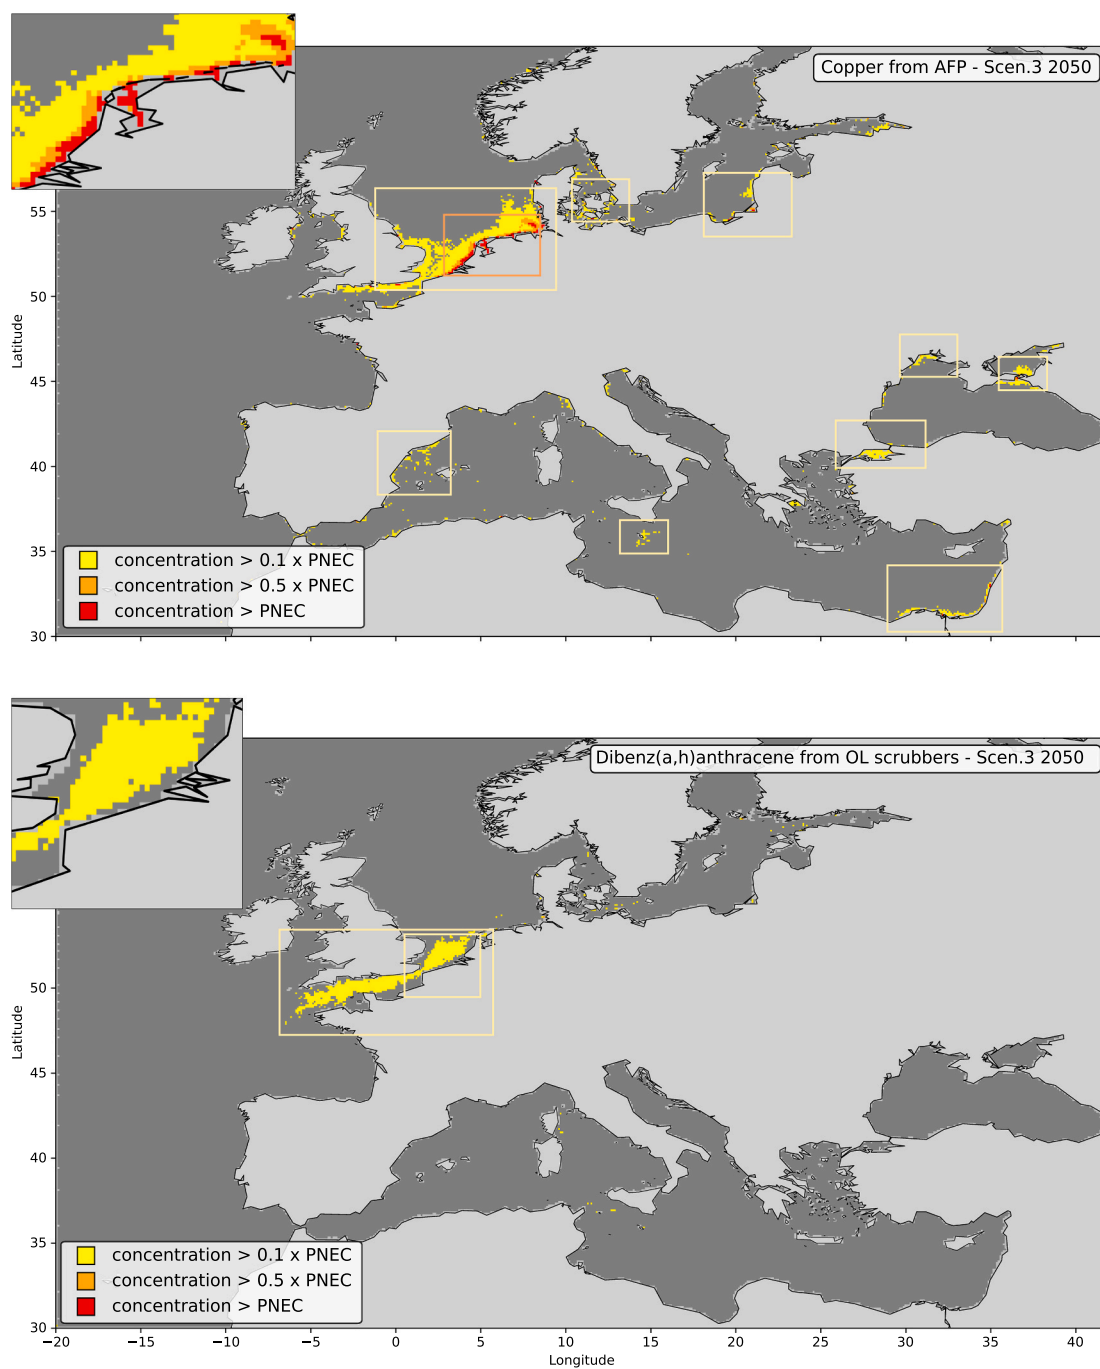 Copper from AFP - Scen.3 2050
55
50
45
40
35
30
Latitude
concentration > 0.1 x PNEC
concentration > 0.5 x PNEC
concentration > PNEC
Dibenz(a,h)anthracene from OL scrubbers - Scen.3 2050
50
45
40
35
30
Latitude
concentration > 0.1 x PNEC
concentration > 0.5 x PNEC
concentration > PNEC
−20 −15 −10 −5 0 5 10 15 20 25 30 35 40
Longitude